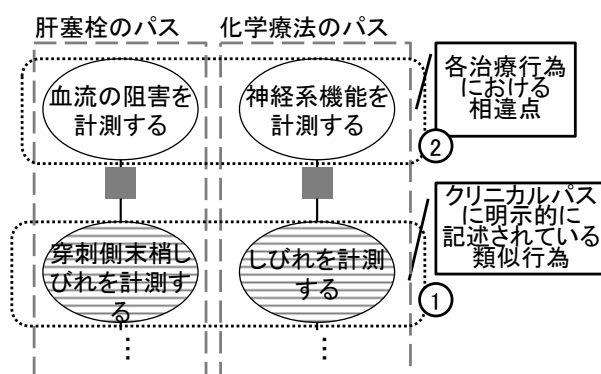 肝塞栓のパス
化学療法のパス
血流の阻害を
計測する
神経系機能を
計測する
各治療行為
における
相違点
②
穿刺側末梢し
びれを計測す
る
しびれを計測
する
クリニカルパス
に明示的に
記述されている
類似行為
①
⋮
⋮